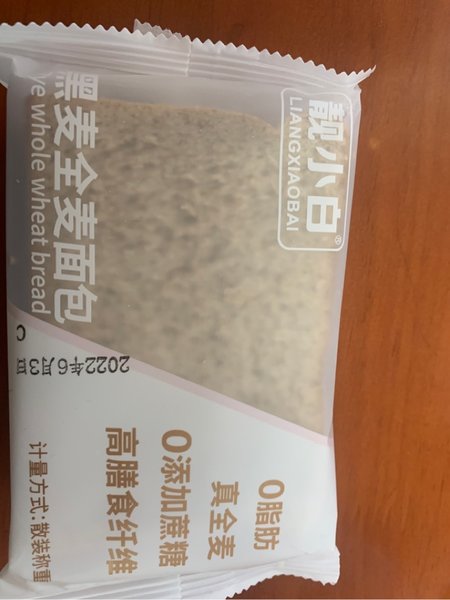 靓小白®
LIANGXIAOBAI
黑麦全麦面包
ye whole wheat bread
2022年6月3日
C
0脂肪
真全麦
0添加蔗糖
高膳食纤维
计量方式:散装称重